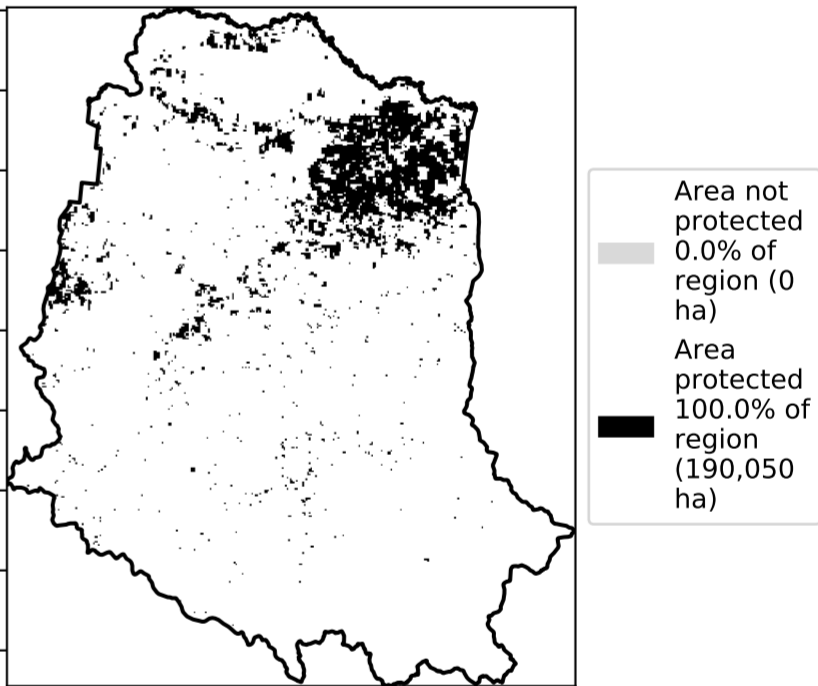 Area not
protected
0.0% of
region (0
ha)
Area
protected
100.0% of
region
(190,050
ha)